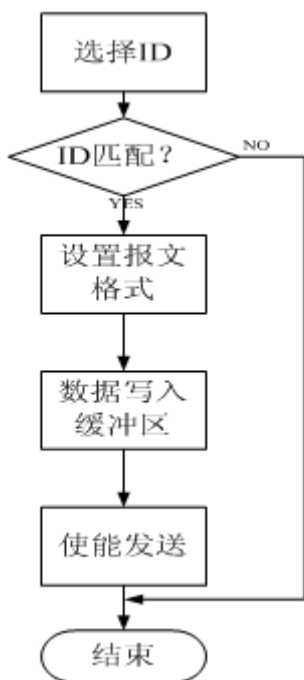 选择ID
ID匹配？
NO
YES
设置报文
格式
数据写入
缓冲区
使能发送
结束